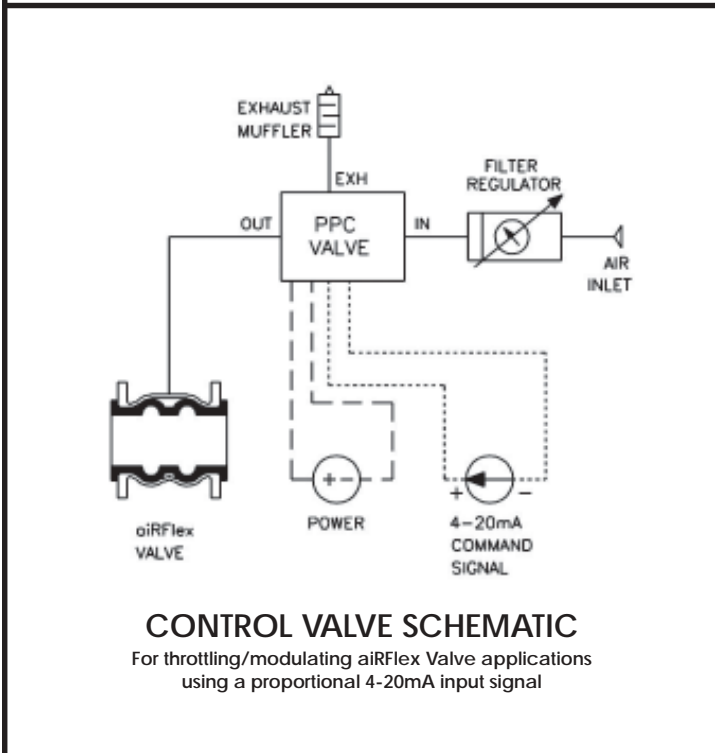 EXHAUST
MUFFLER
EXH
FILTER
REGULATOR
OUT
PPC
VALVE
IN
AIR
INLET
+ -
POWER
+ -
4-20mA
COMMAND
SIGNAL
aiRFlex
VALVE
CONTROL VALVE SCHEMATIC
For throttling/modulating aiRFlex Valve applications
using a proportional 4-20mA input signal